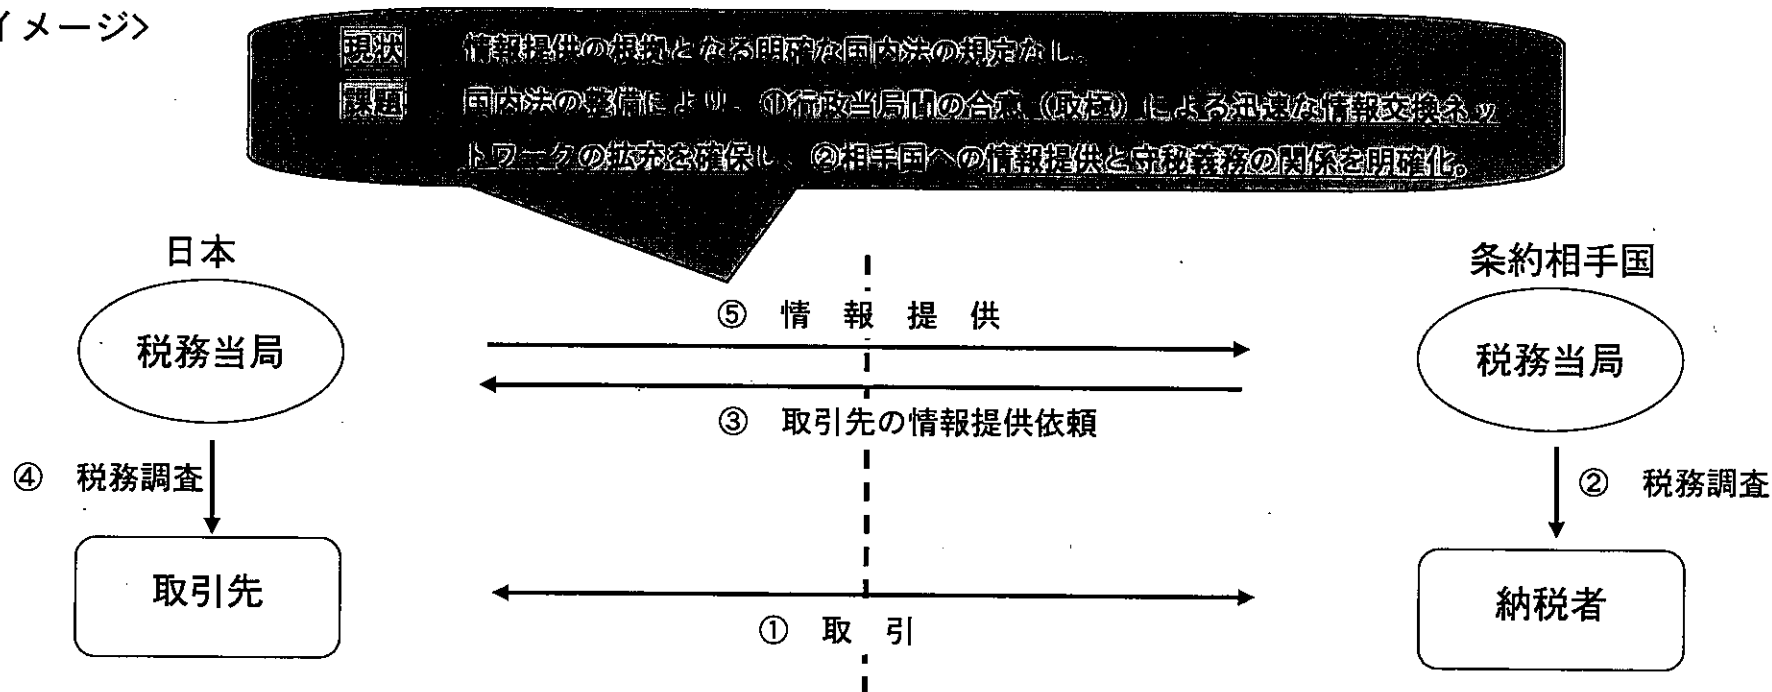 イメージ>
現状 情報提供の根拠となる明確な国内法の規定なし。
課題 国内法の整備により、①行政当局間の合意(取極)による迅速な情報交換ネッ
トワークの拡充を確保し、②相手国への情報提供と守秘義務の関係を明確化。
日本
条約相手国
⑤ 情報提供
税務当局
税務当局
③ 取引先の情報提供依頼
④ 税務調査
② 税務調査
取引先
納税者
① 取引